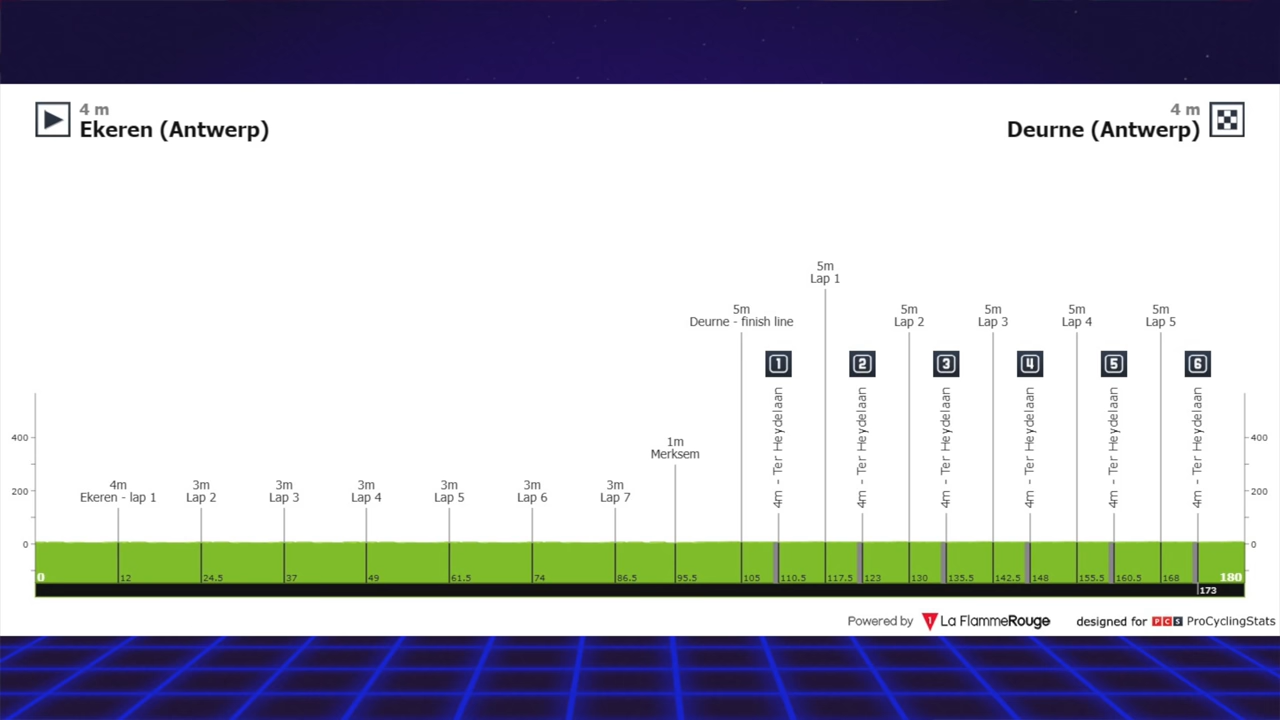 4 m
Ekeren (Antwerp)
4 m
Deurne (Antwerp)
5m
Lap 1
5m
Deurne - finish line
5m
Lap 2
5m
Lap 3
5m
Lap 4
5m
Lap 5
1
2
3
4
5
6
4m - Ter Heydelaan
4m - Ter Heydelaan
4m - Ter Heydelaan
4m - Ter Heydelaan
4m - Ter Heydelaan
4m - Ter Heydelaan
1m
Merksem
4m
Ekeren - lap 1
3m
Lap 2
3m
Lap 3
3m
Lap 4
3m
Lap 5
3m
Lap 6
3m
Lap 7
400
200
0
400
200
0
0 12 24.5 37 49 61.5 74 86.5 95.5 105 110.5 117.5 123 130 135.5 142.5 148 155.5 160.5 168 180
173
Powered by La FlammeRouge designed for PCS ProCyclingStats